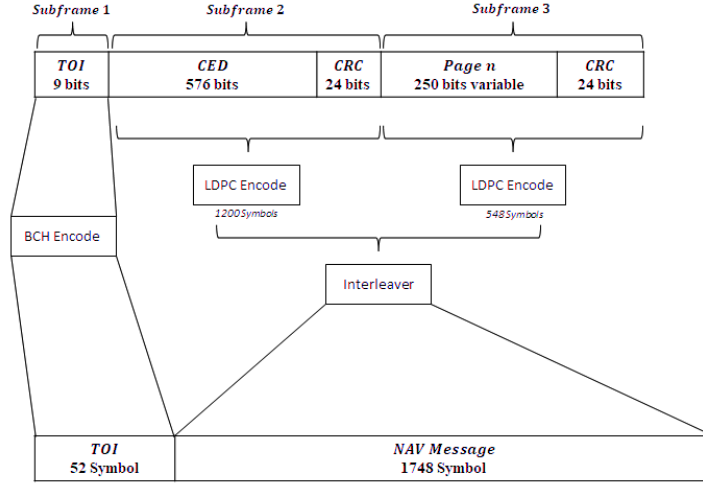 Subframe 1
Subframe 2
Subframe 3
TOI
9 bits
CED
576 bits
CRC
24 bits
Page n
250 bits variable
CRC
24 bits
LDPC Encode
1200Symbols
LDPC Encode
548Symbols
BCH Encode
Interleaver
TOI
52 Symbol
NAV Message
1748 Symbol